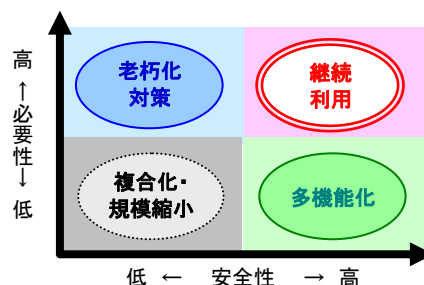 高
↑
必
要
性
↓
低
老朽化
対策
継続
利用
複合化・
規模縮小
多機能化
低 ← 安全性 → 高